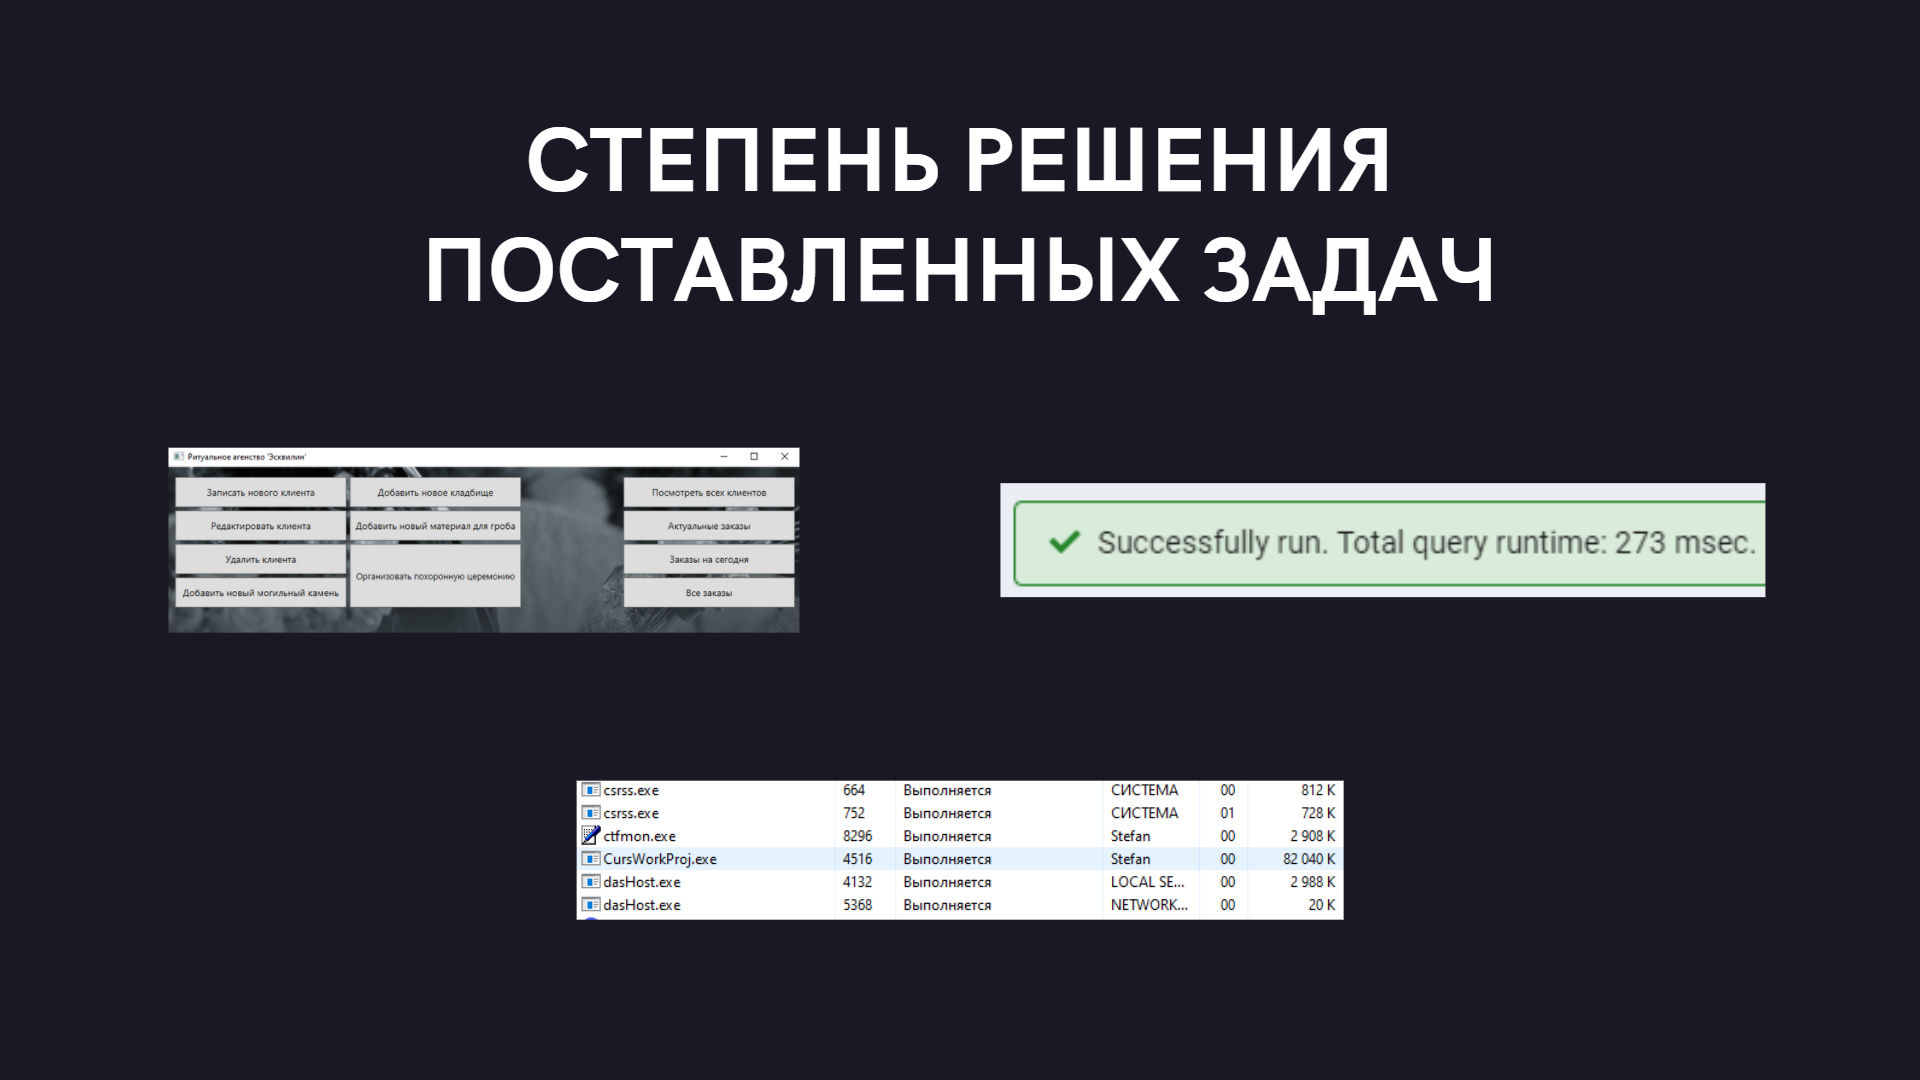 СТЕПЕНЬ РЕШЕНИЯ
ПОСТАВЛЕННЫХ ЗАДАЧ
Ритуальное агенство 'Эсквилин'
Записать нового клиента
Добавить новое кладбище
Посмотреть всех клиентов
Редактировать клиента
Добавить новый материал для гроба
Актуальные заказы
Удалить клиента
Организовать похоронную церемонию
Заказы на сегодня
Добавить новый могильный камень
Все заказы
Successfully run. Total query runtime: 273 msec.
csrss.exe 664 Выполняется СИСТЕМА 00 812 K
csrss.exe 752 Выполняется СИСТЕМА 01 728 K
ctfmon.exe 8296 Выполняется Stefan 00 2 908 K
CursWorkProj.exe 4516 Выполняется Stefan 00 82 040 K
dasHost.exe 4132 Выполняется LOCAL SE... 00 2 988 K
dasHost.exe 5368 Выполняется NETWORK... 00 20 K